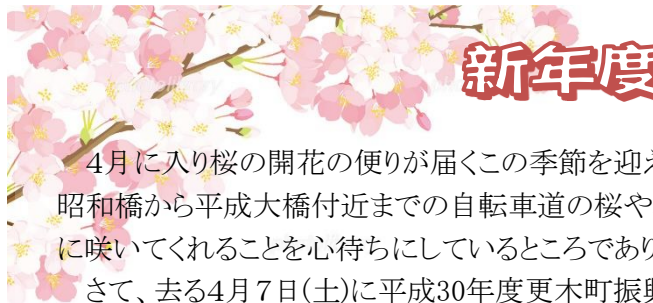 新年度
4月に入り桜の開花の便りが届くこの季節を迎え
昭和橋から平成大橋付近までの自転車道の桜や
に咲いてくれることを心待ちにしているところであり
さて、去る4月7日(土)に平成30年度更木町振興